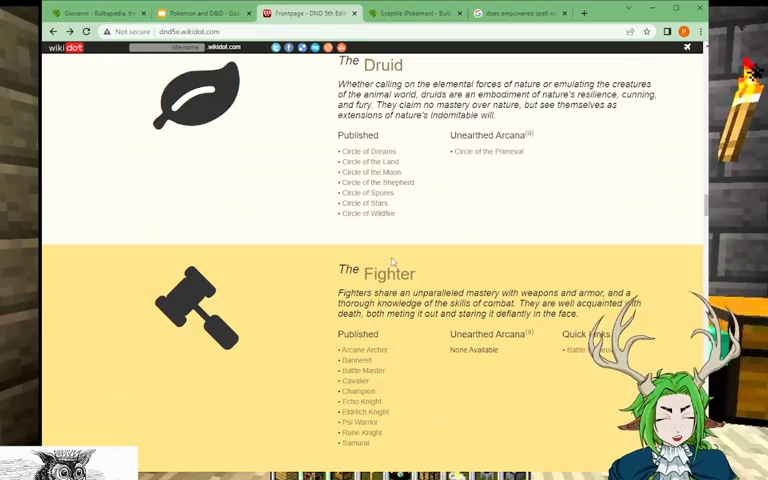 Giovanni - Bulbapedia, the
Pokemon and D&D - Goo
Frontpage - DND 5th Edit
Sceptile (Pokémon) - Bulb
does empowered spell w
Not secure
dnd5e.wikidot.com
wikidot
site-name
.wikidot.com
The Druid
Whether calling on the elemental forces of nature or emulating the creatures
of the animal world, druids are an embodiment of nature's resilience, cunning,
and fury. They claim no mastery over nature, but see themselves as
extensions of nature's indomitable will.
Published
Unearthed Arcana(a)
• Circle of Dreams
• Circle of the Primeval
• Circle of the Land
• Circle of the Moon
• Circle of the Shepherd
• Circle of Spores
• Circle of Stars
• Circle of Wildfire
The Fighter
Fighters share an unparalleled mastery with weapons and armor, and a
thorough knowledge of the skills of combat. They are well acquainted with
death, both meting it out and staring it defiantly in the face.
Published
Unearthed Arcana(a)
Quick
• Arcane Archer
None Available
• Battle
• Banneret
• Battle Master
• Cavalier
• Champion
• Echo Knight
• Eldritch Knight
• Psi Warrior
• Rune Knight
• Samurai